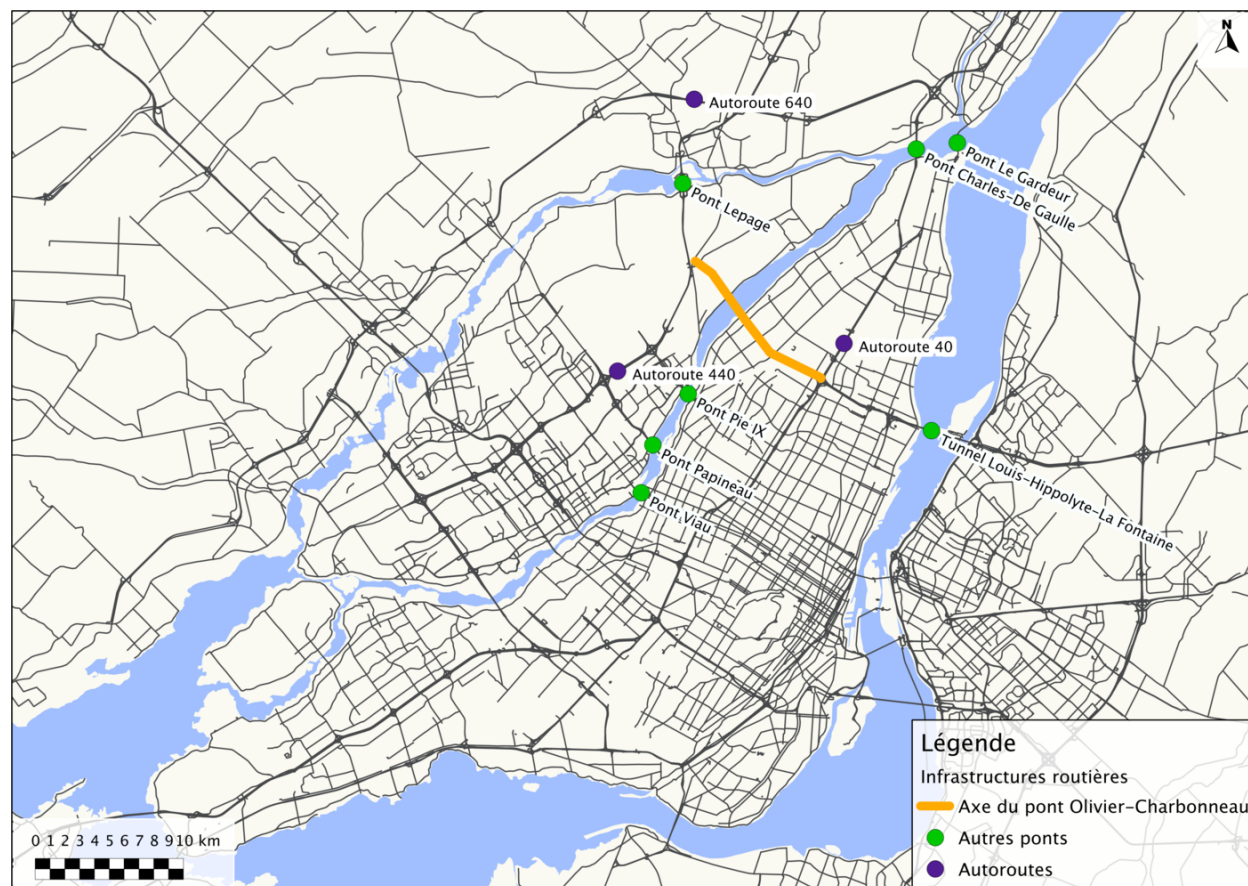 N
Autoroute 640
Pont Le Gardeur
Pont Charles-De Gaulle
Pont Lepage
Autoroute 40
Autoroute 440
Pont Pie IX
Tunnel Louis-Hippolyte-La Fontaine
Pont Papineau
Pont Viau
Légende
Infrastructures routières
Axe du pont Olivier-Charbonneau
Autres ponts
Autoroutes
0 1 2 3 4 5 6 7 8 9 10 km